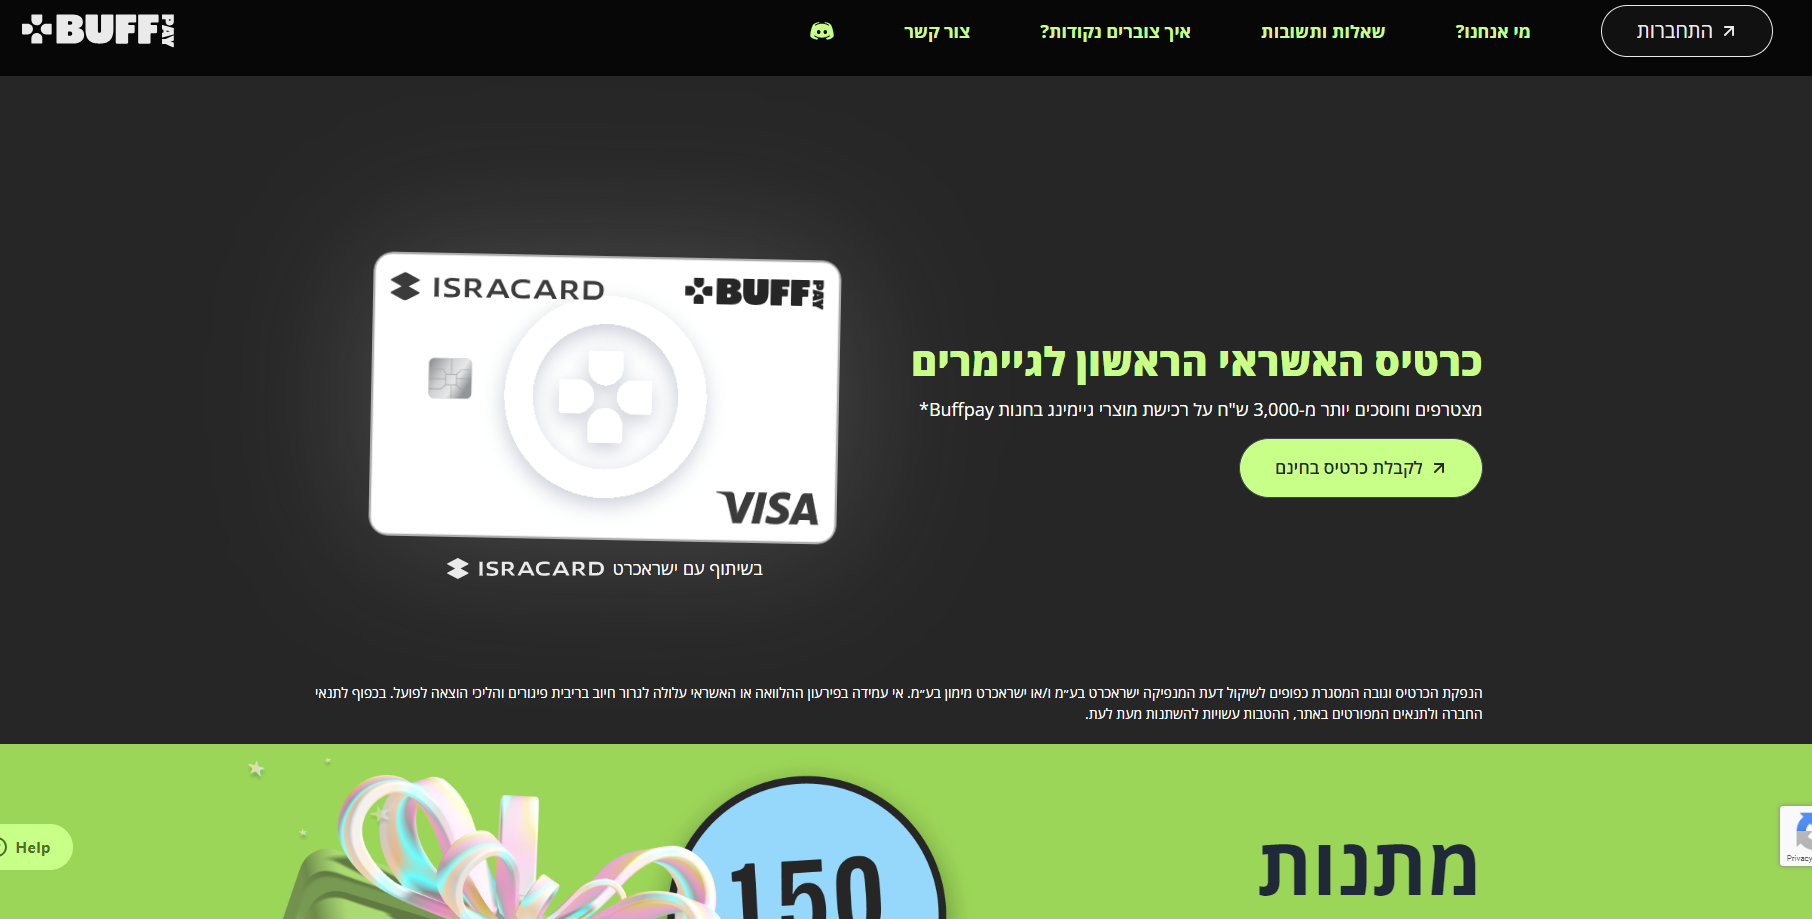 BUFF PAY
התחברות
מי אנחנו?
שאלות ותשובות
איך צוברים נקודות?
צור קשר
ISRACARD
BUFF PAY
VISA
כרטיס האשראי הראשון לגיימרים
מצטרפים וחוסכים יותר מ-3,000 ש"ח על רכישת מוצרי גיימינג בחנות Buffpay*
לקבלת כרטיס בחינם
בשיתוף עם ישראכרט ISRACARD
הנפקת הכרטיס וגובה המסגרת כפופים לשיקול דעת המנפיקה ישראכרט בע״מ ו/או ישראכרט מימון בע״מ. אי עמידה בפירעון ההלוואה או האשראי עלולה לגרור חיוב בריבית פיגורים והליכי הוצאה לפועל. בכפוף לתנאי
החברה ולתנאים המפורטים באתר, ההטבות עשויות להשתנות מעת לעת.
מתנות
150
Help
Privacy